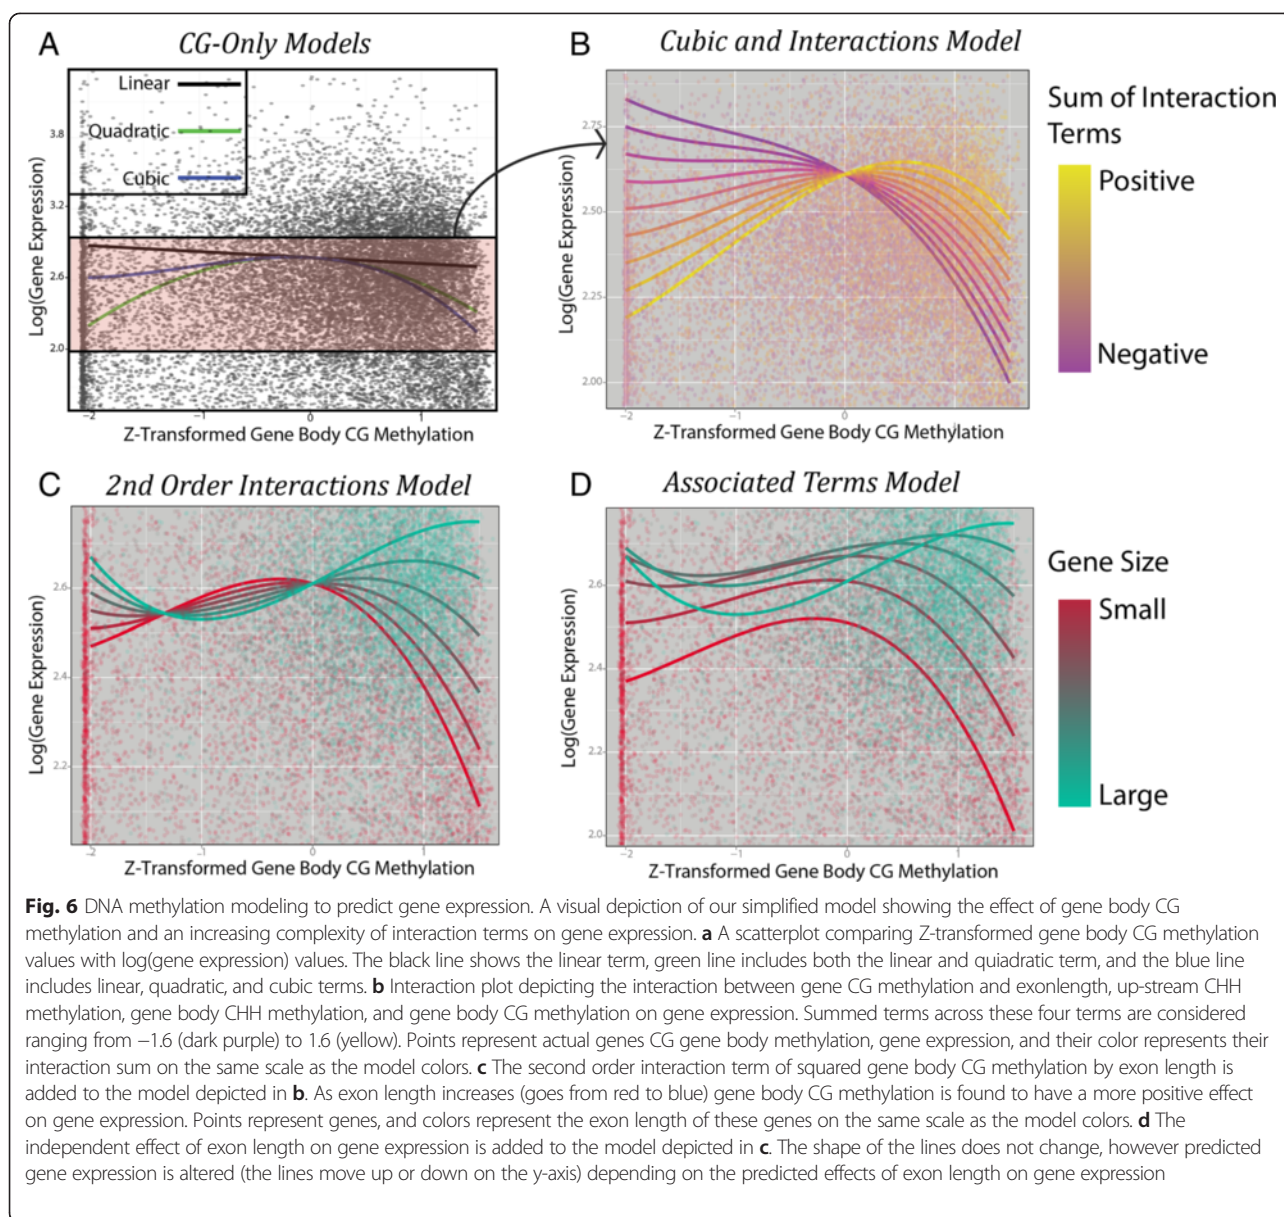 A
CG-Only Models
Linear
Quadratic
Cubic
3.8
3.2
2.6
2.0
Log(Gene Expression)
−2
−1
0
1
Z-Transformed Gene Body CG Methylation
B
Cubic and Interactions Model
2.75
2.50
2.25
2.00
Log(Gene Expression)
−2
−1
0
1
Z-Transformed Gene Body CG Methylation
Sum of Interaction
Terms
Positive
Negative
C
2nd Order Interactions Model
2.6
2.4
2.2
Log(Gene Expression)
−2
−1
0
1
Z-Transformed Gene Body CG Methylation
D
Associated Terms Model
2.6
2.4
2.2
2.0
Log(Gene Expression)
−2
−1
0
1
Z-Transformed Gene Body CG Methylation
Gene Size
Small
Large
Fig. 6 DNA methylation modeling to predict gene expression. A visual depiction of our simplified model showing the effect of gene body CG
methylation and an increasing complexity of interaction terms on gene expression. a A scatterplot comparing Z-transformed gene body CG methylation
values with log(gene expression) values. The black line shows the linear term, green line includes both the linear and quiadratic term, and the blue line
includes linear, quadratic, and cubic terms. b Interaction plot depicting the interaction between gene CG methylation and exonlength, up-stream CHH
methylation, gene body CHH methylation, and gene body CG methylation on gene expression. Summed terms across these four terms are considered
ranging from −1.6 (dark purple) to 1.6 (yellow). Points represent actual genes CG gene body methylation, gene expression, and their color represents their
interaction sum on the same scale as the model colors. c The second order interaction term of squared gene body CG methylation by exon length is
added to the model depicted in b. As exon length increases (goes from red to blue) gene body CG methylation is found to have a more positive effect
on gene expression. Points represent genes, and colors represent the exon length of these genes on the same scale as the model colors. d The
independent effect of exon length on gene expression is added to the model depicted in c. The shape of the lines does not change, however predicted
gene expression is altered (the lines move up or down on the y-axis) depending on the predicted effects of exon length on gene expression